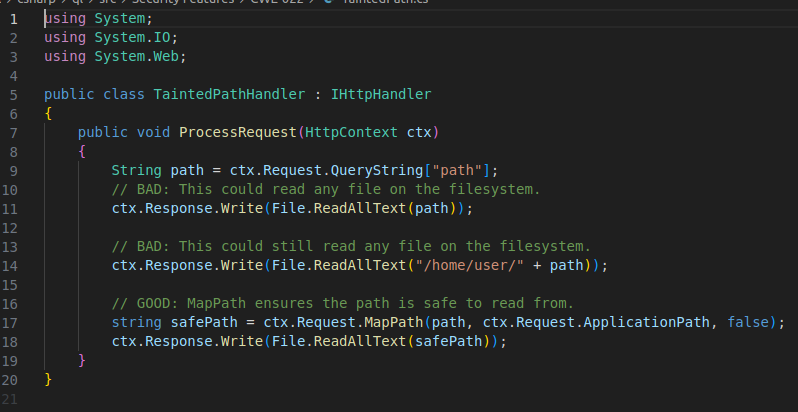 csharp > ql > src > Security Features > CWE-022 > TaintedPath.cs
1 using System;
2 using System.IO;
3 using System.Web;
4
5 public class TaintedPathHandler : IHttpHandler
6 {
7 public void ProcessRequest(HttpContext ctx)
8 {
9 String path = ctx.Request.QueryString["path"];
10 // BAD: This could read any file on the filesystem.
11 ctx.Response.Write(File.ReadAllText(path));
12
13 // BAD: This could still read any file on the filesystem.
14 ctx.Response.Write(File.ReadAllText("/home/user/" + path));
15
16 // GOOD: MapPath ensures the path is safe to read from.
17 string safePath = ctx.Request.MapPath(path, ctx.Request.ApplicationPath, false);
18 ctx.Response.Write(File.ReadAllText(safePath));
19 }
20 }
21